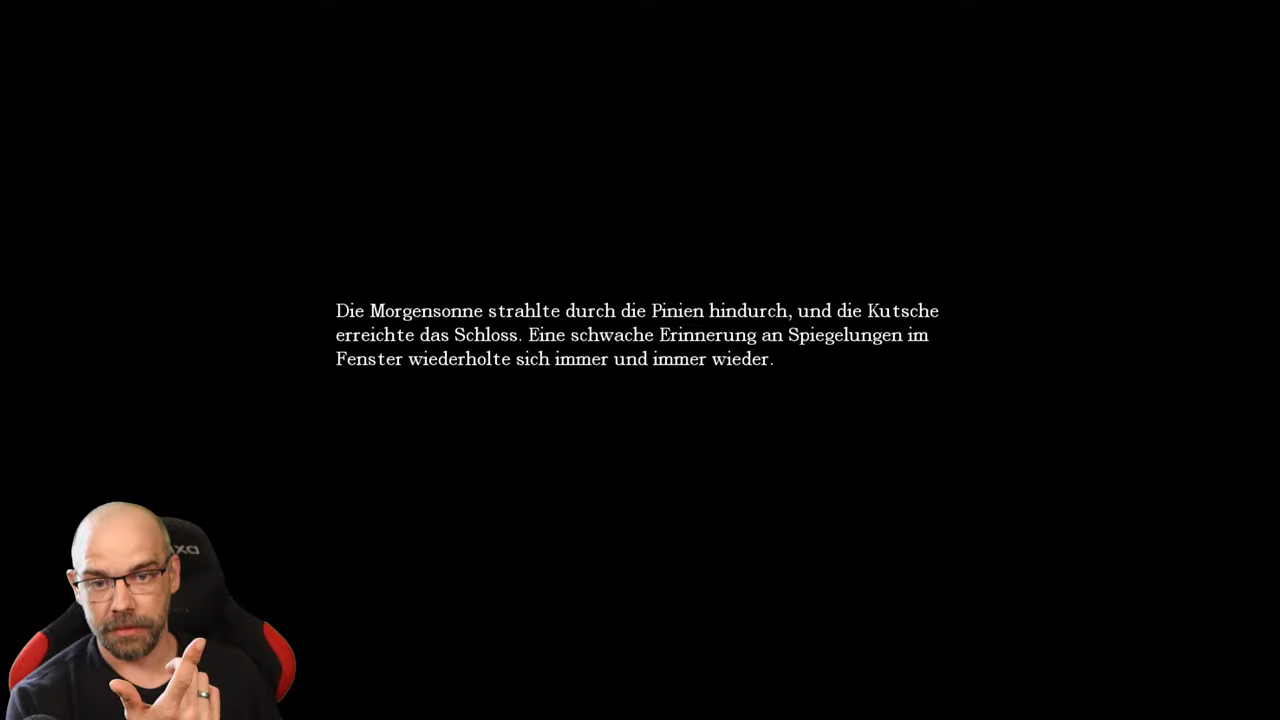 Die Morgensonne strahlte durch die Pinien hindurch, und die Kutsche
erreichte das Schloss. Eine schwache Erinnerung an Spiegelungen im
Fenster wiederholte sich immer und immer wieder.